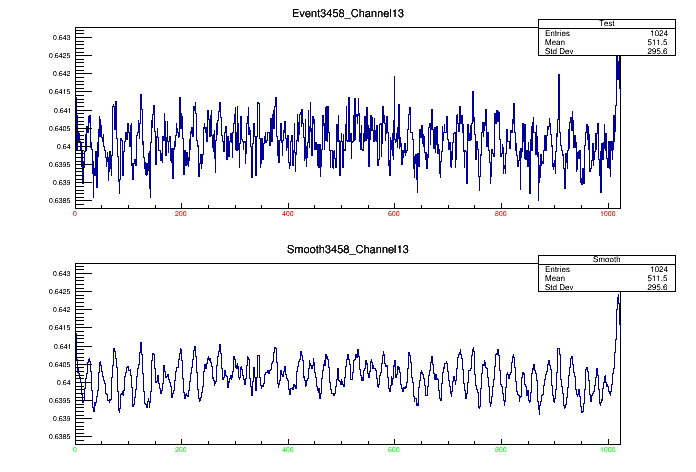 Event3458_Channel13
Test
Entries 1024
Mean 511.5
Std Dev 295.6
0.643
0.6425
0.642
0.6415
0.641
0.6405
0.64
0.6395
0.639
0.6385
0 200 400 600 800 1000
Smooth3458_Channel13
Smooth
Entries 1024
Mean 511.5
Std Dev 295.6
0.643
0.6425
0.642
0.6415
0.641
0.6405
0.64
0.6395
0.639
0.6385
0 200 400 600 800 1000